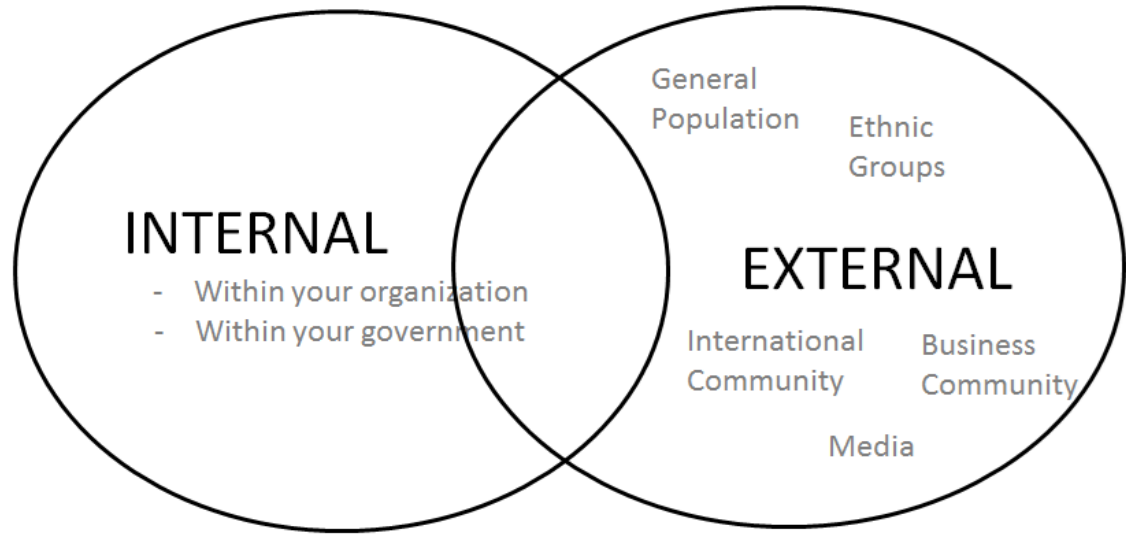 INTERNAL
- Within your organization
- Within your government
General
Population
Ethnic
Groups
EXTERNAL
International
Community
Business
Community
Media